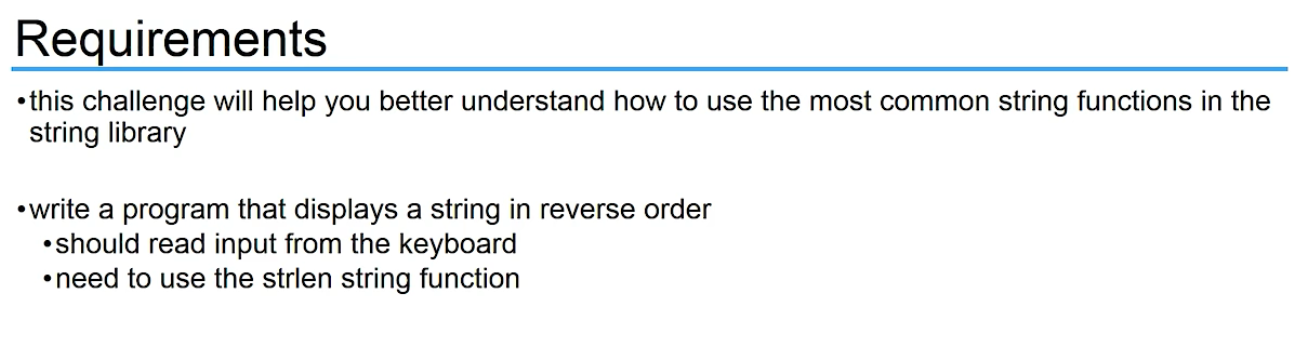 Requirements
•this challenge will help you better understand how to use the most common string functions in the
string library
•write a program that displays a string in reverse order
•should read input from the keyboard
•need to use the strlen string function